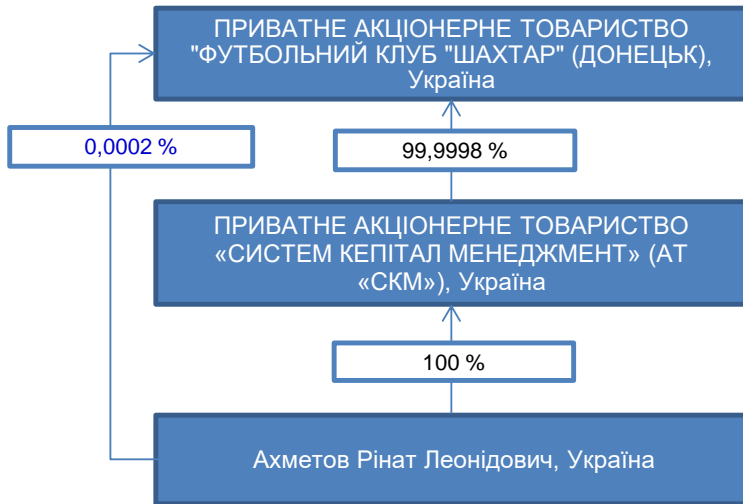 ПРИВАТНЕ АКЦІОНЕРНЕ ТОВАРИСТВО
"ФУТБОЛЬНИЙ КЛУБ "ШАХТАР" (ДОНЕЦЬК),
Україна
0,0002 %
99,9998 %
ПРИВАТНЕ АКЦІОНЕРНЕ ТОВАРИСТВО
«СИСТЕМ КЕПІТАЛ МЕНЕДЖМЕНТ» (АТ
«СКМ»), Україна
100 %
Ахметов Рінат Леонідович, Україна